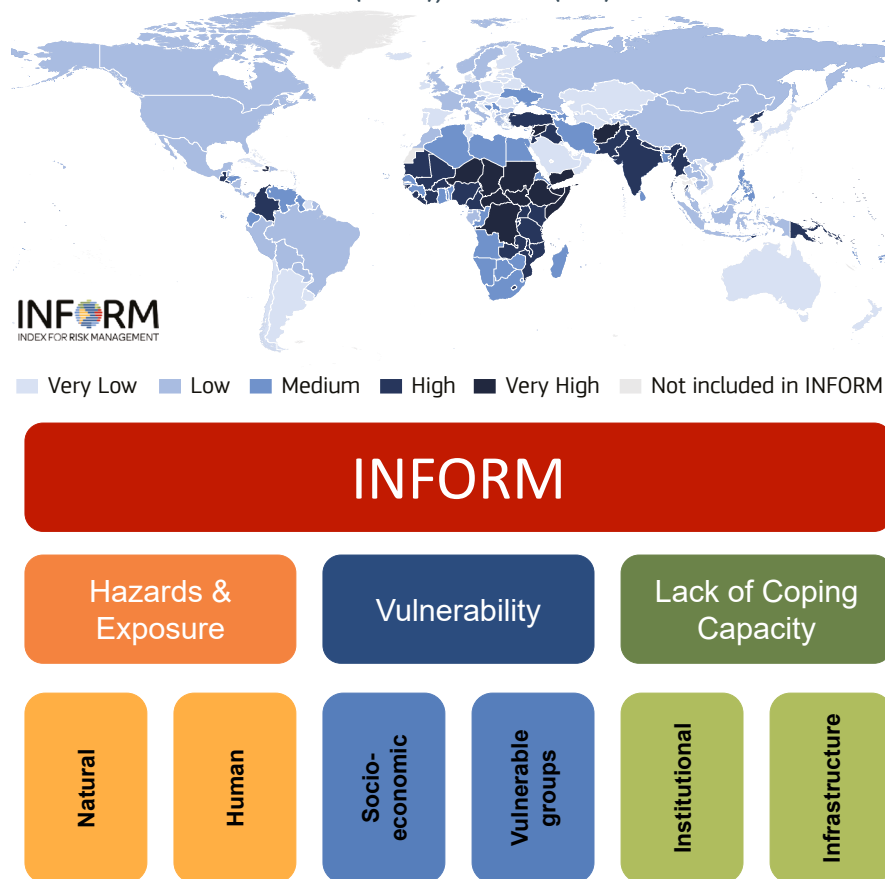 INFORM
INDEX FOR RISK MANAGEMENT
Very Low Low Medium High Very High Not included in INFORM
INFORM
Hazards &
Exposure
Vulnerability
Lack of Coping
Capacity
Natural
Human
Socio-
economic
Vulnerable
groups
Institutional
Infrastructure